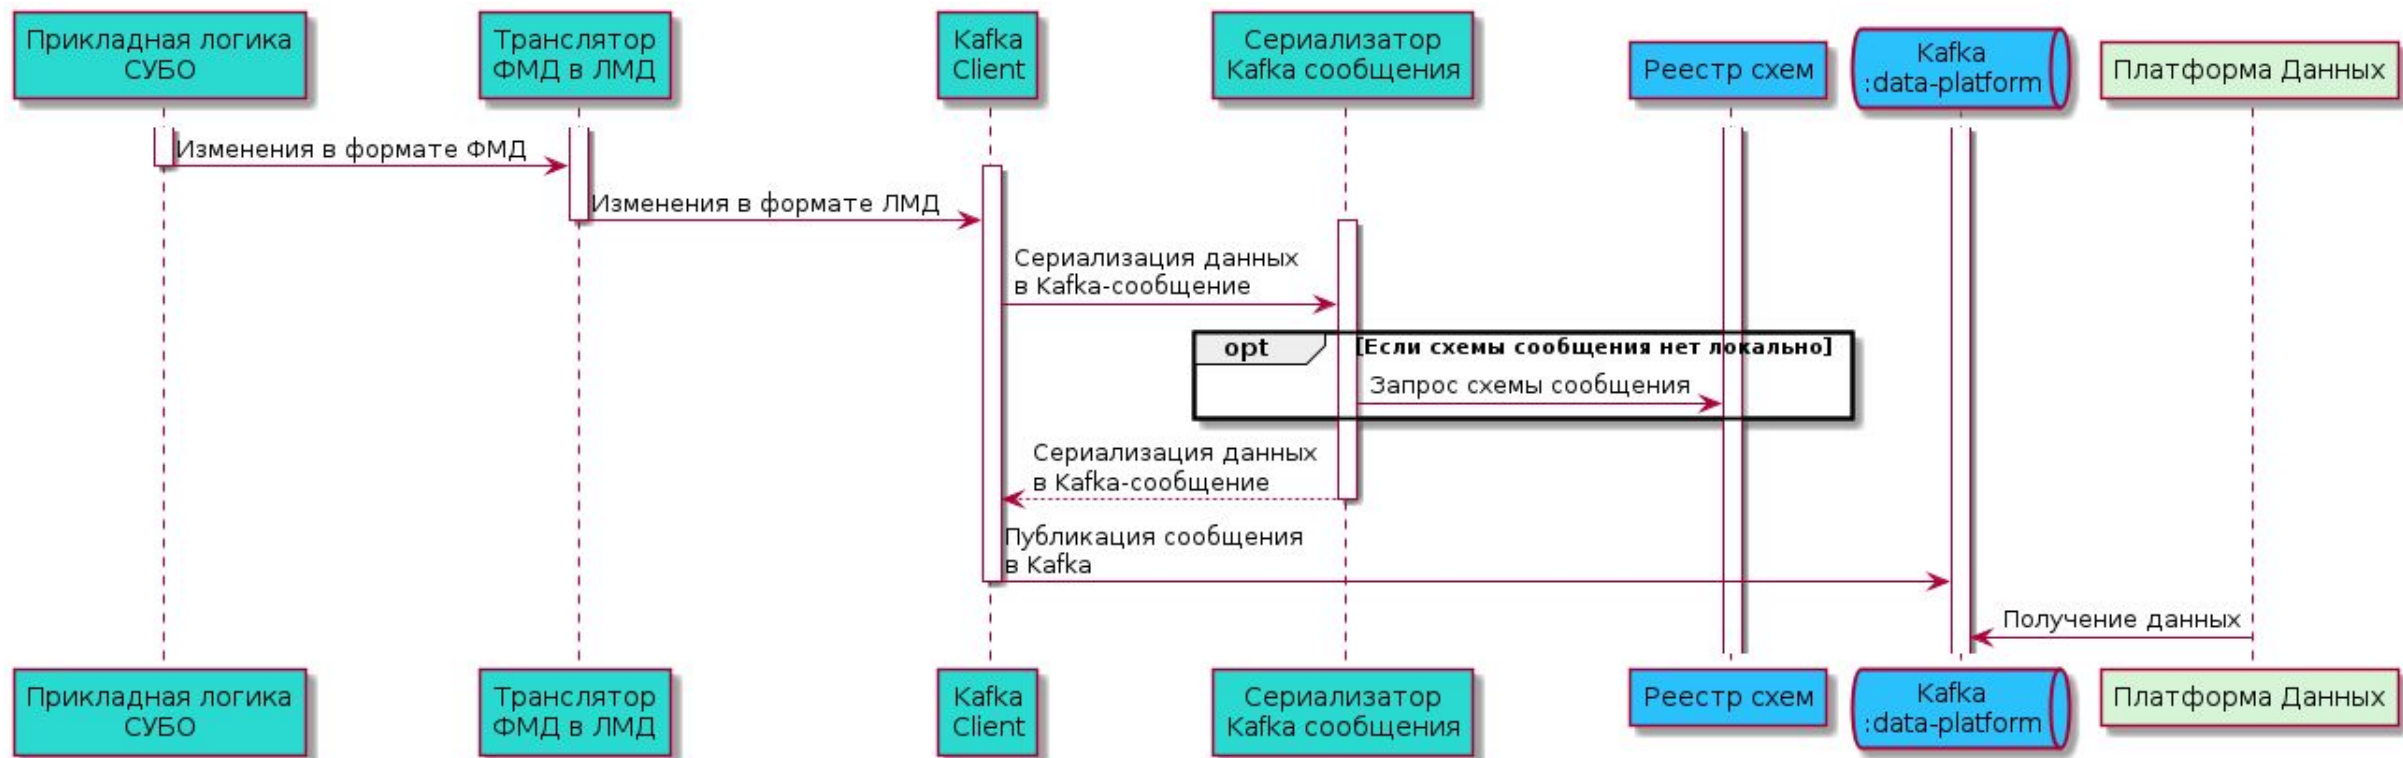 Прикладная логика
СУБО
Транслятор
ФМД в ЛМД
Kafka
Client
Сериализатор
Kafka сообщения
Реестр схем
Kafka
:data-platform
Платформа Данных
Изменения в формате ФМД
Изменения в формате ЛМД
Сериализация данных
в Kafka-сообщение
opt
[Если схемы сообщения нет локально]
Запрос схемы сообщения
Сериализация данных
в Kafka-сообщение
Публикация сообщения
в Kafka
Получение данных
Прикладная логика
СУБО
Транслятор
ФМД в ЛМД
Kafka
Client
Сериализатор
Kafka сообщения
Реестр схем
Kafka
:data-platform
Платформа Данных